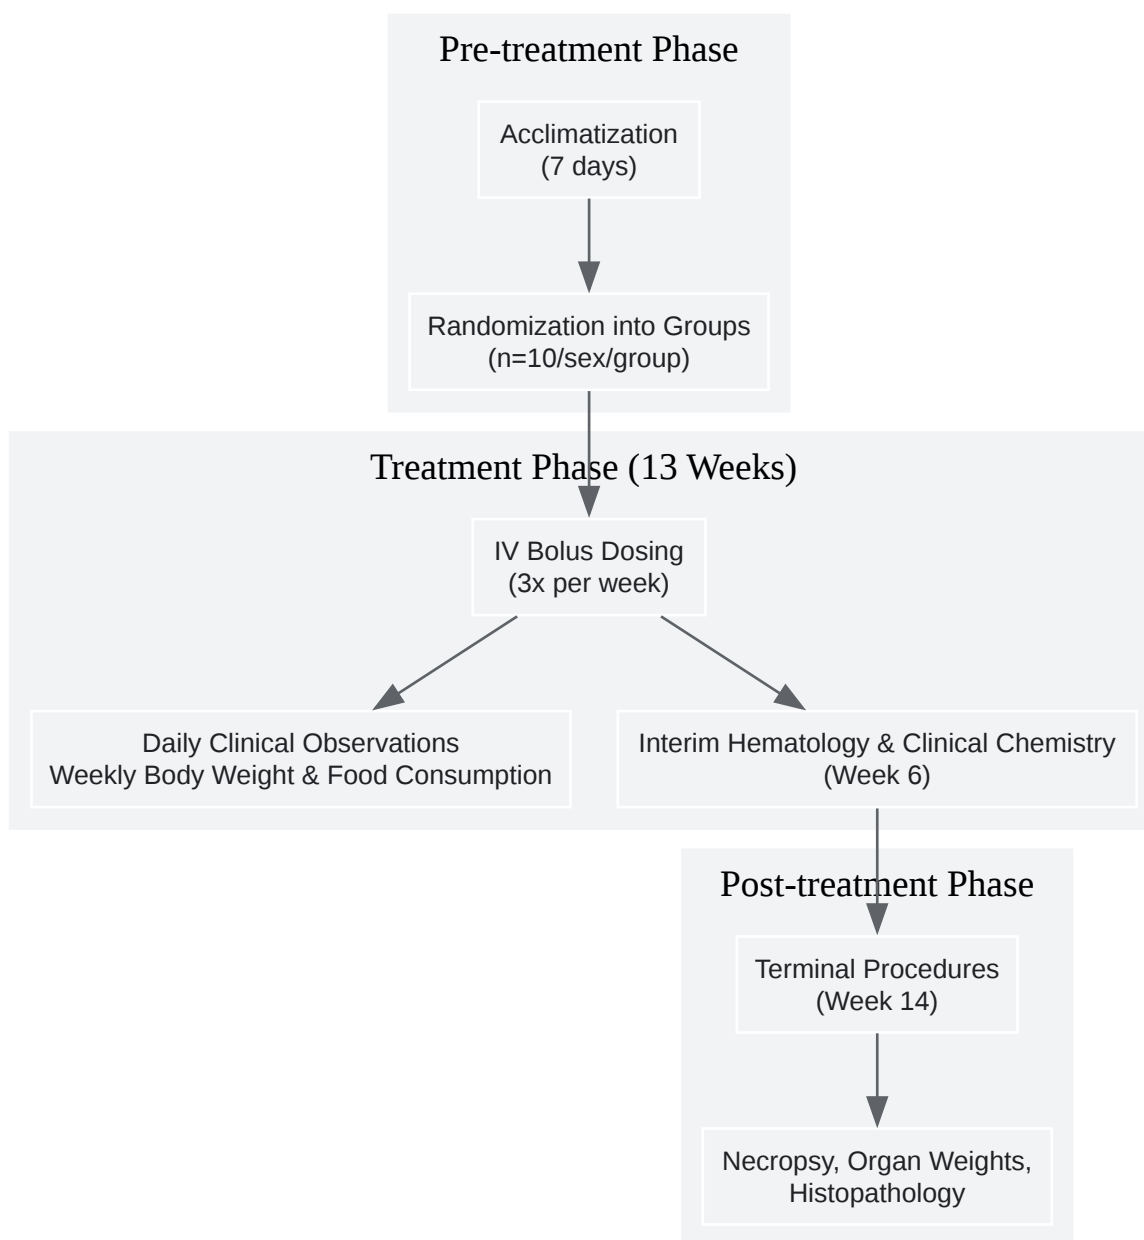 Pre-treatment Phase
Acclimatization
(7 days)
Randomization into Groups
(n=10/sex/group)
Treatment Phase (13 Weeks)
IV Bolus Dosing
(3x per week)
Daily Clinical Observations
Weekly Body Weight & Food Consumption
Interim Hematology & Clinical Chemistry
(Week 6)
Post-treatment Phase
Terminal Procedures
(Week 14)
Necropsy, Organ Weights,
Histopathology